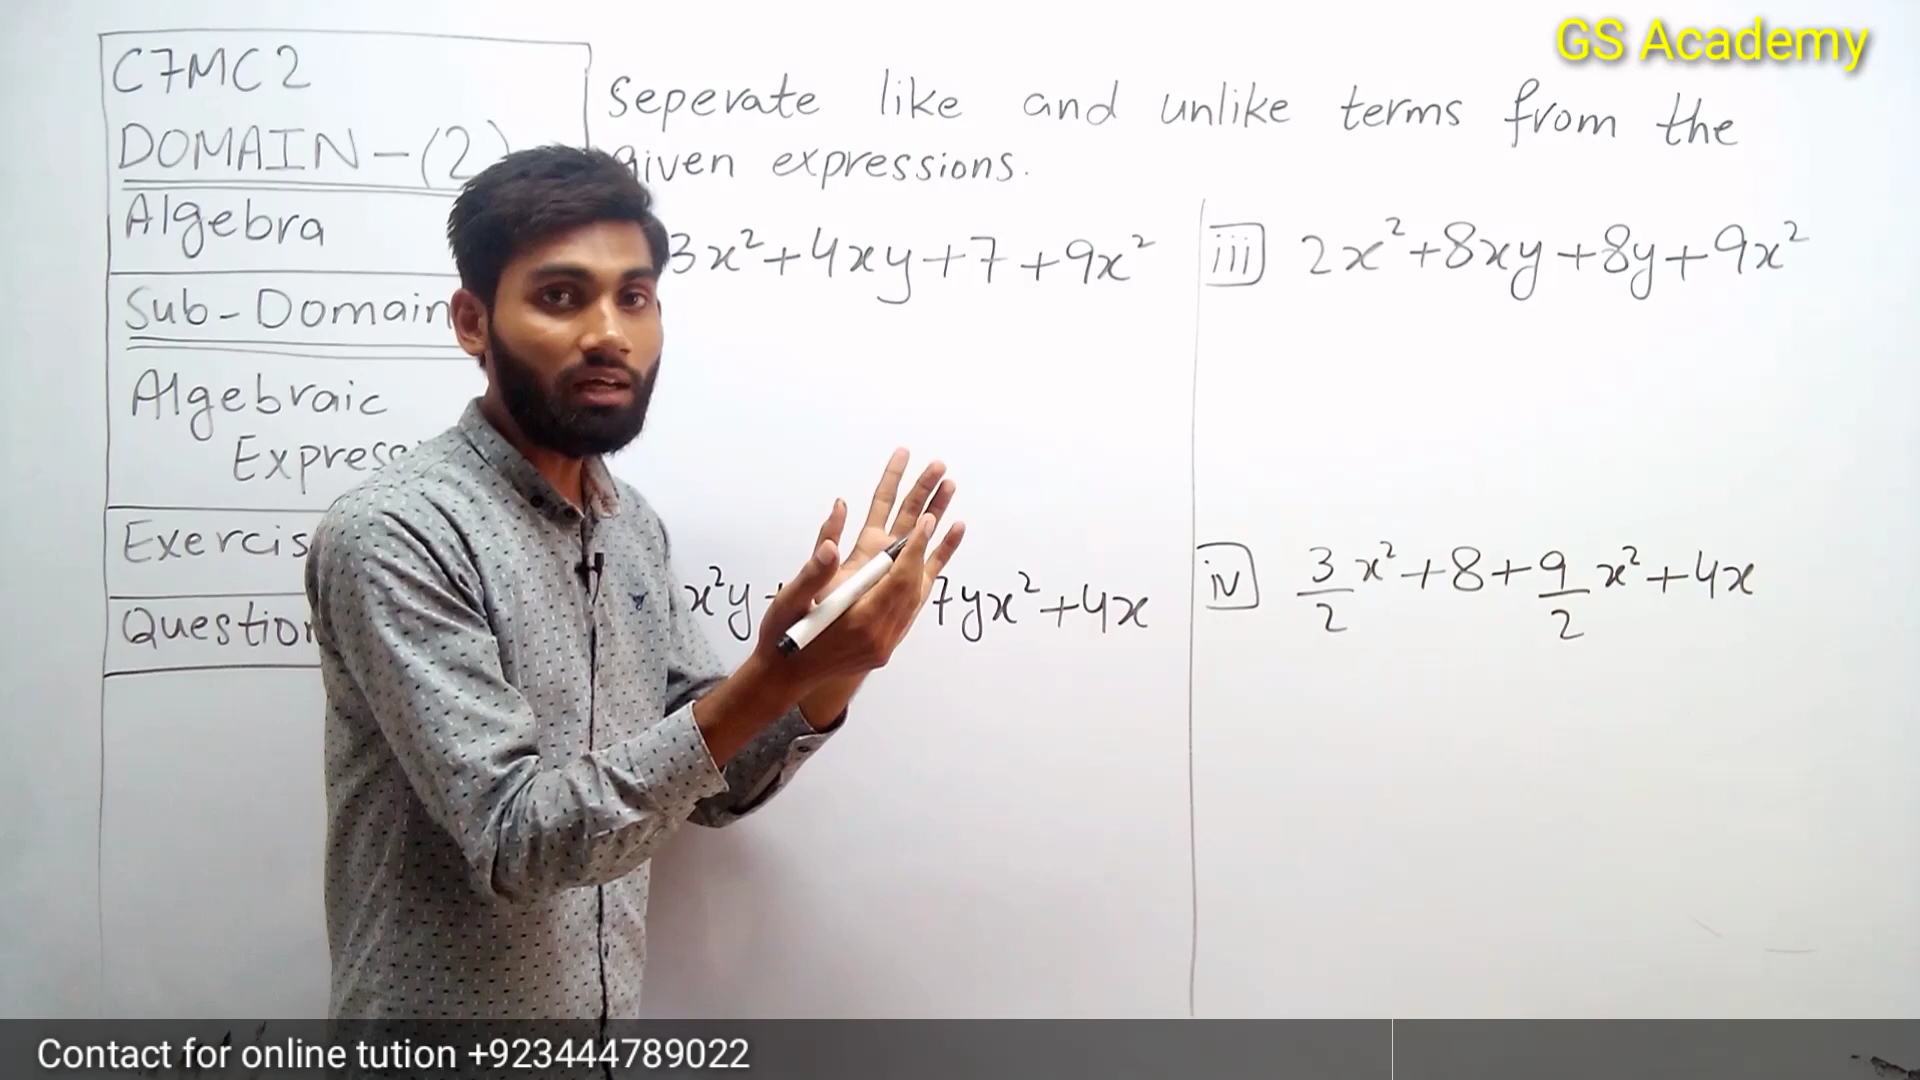 GS Academy
C7MC2
DOMAIN-(2)
Algebra
Sub-Domain
Algebraic
Exercis
Question
Seperate like and unlike terms from the
given expressions.
3x²+4xy+7+9x²
x²y+ 7yx²+4x
iii 2x²+8xy+8y+9x²
iv 3/2 x²+8+9/2 x²+4x
Contact for online tution +923444789022